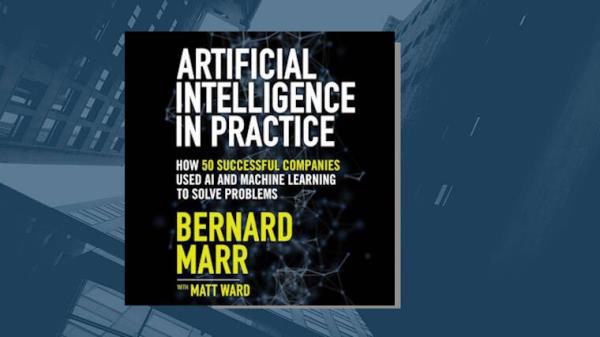 ARTIFICIAL
INTELLIGENCE
IN PRACTICE
HOW 50 SUCCESSFUL COMPANIES
USED AI AND MACHINE LEARNING
TO SOLVE PROBLEMS
BERNARD
MARR
WITH MATT WARD